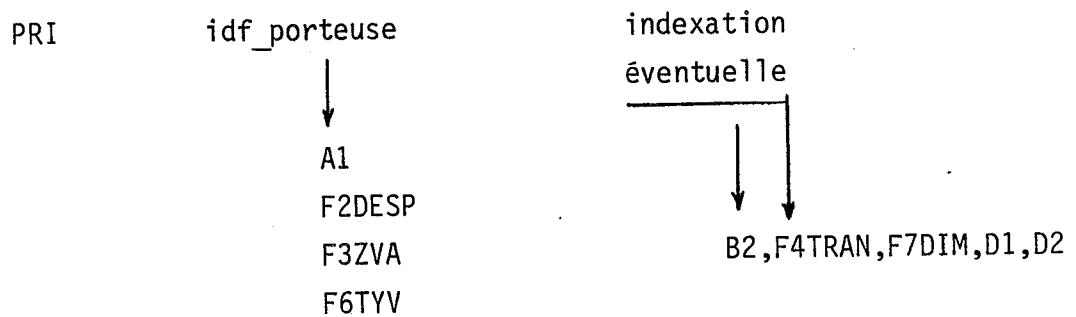 PRI idf_porteuse indexation
éventuelle
A1
F2DESP
F3ZVA B2,F4TRAN,F7DIM,D1,D2
F6TYV